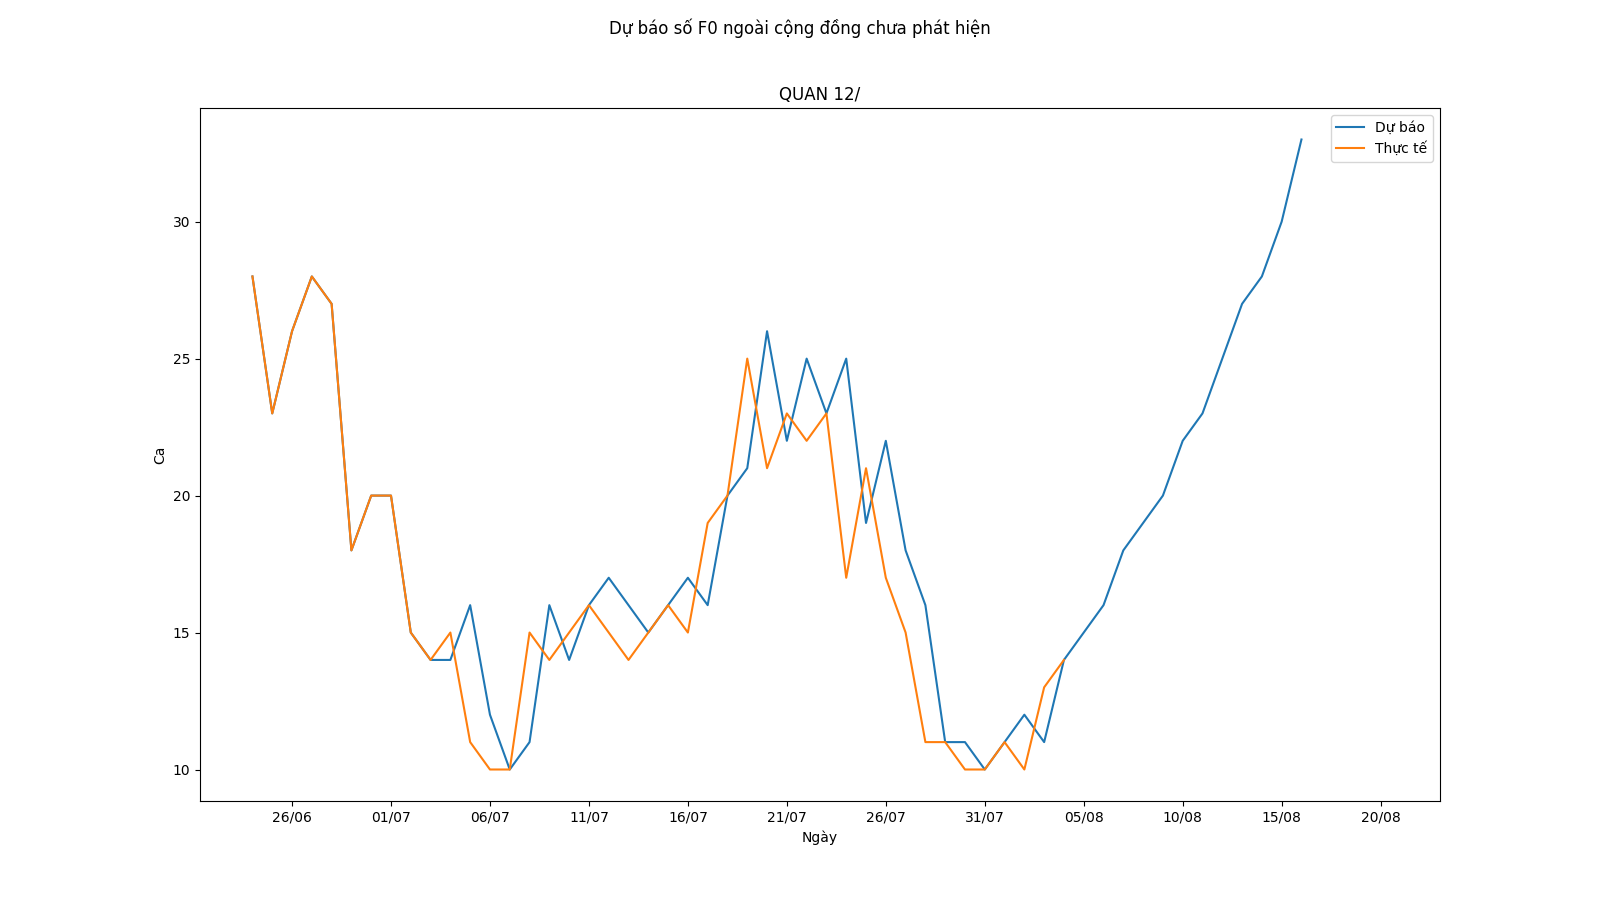 Dự báo số F0 ngoài cộng đồng chưa phát hiện
QUAN 12/
Dự báo
Thực tế
30
25
20
15
10
Ca
26/06
01/07
06/07
11/07
16/07
21/07
26/07
31/07
05/08
10/08
15/08
20/08
Ngày